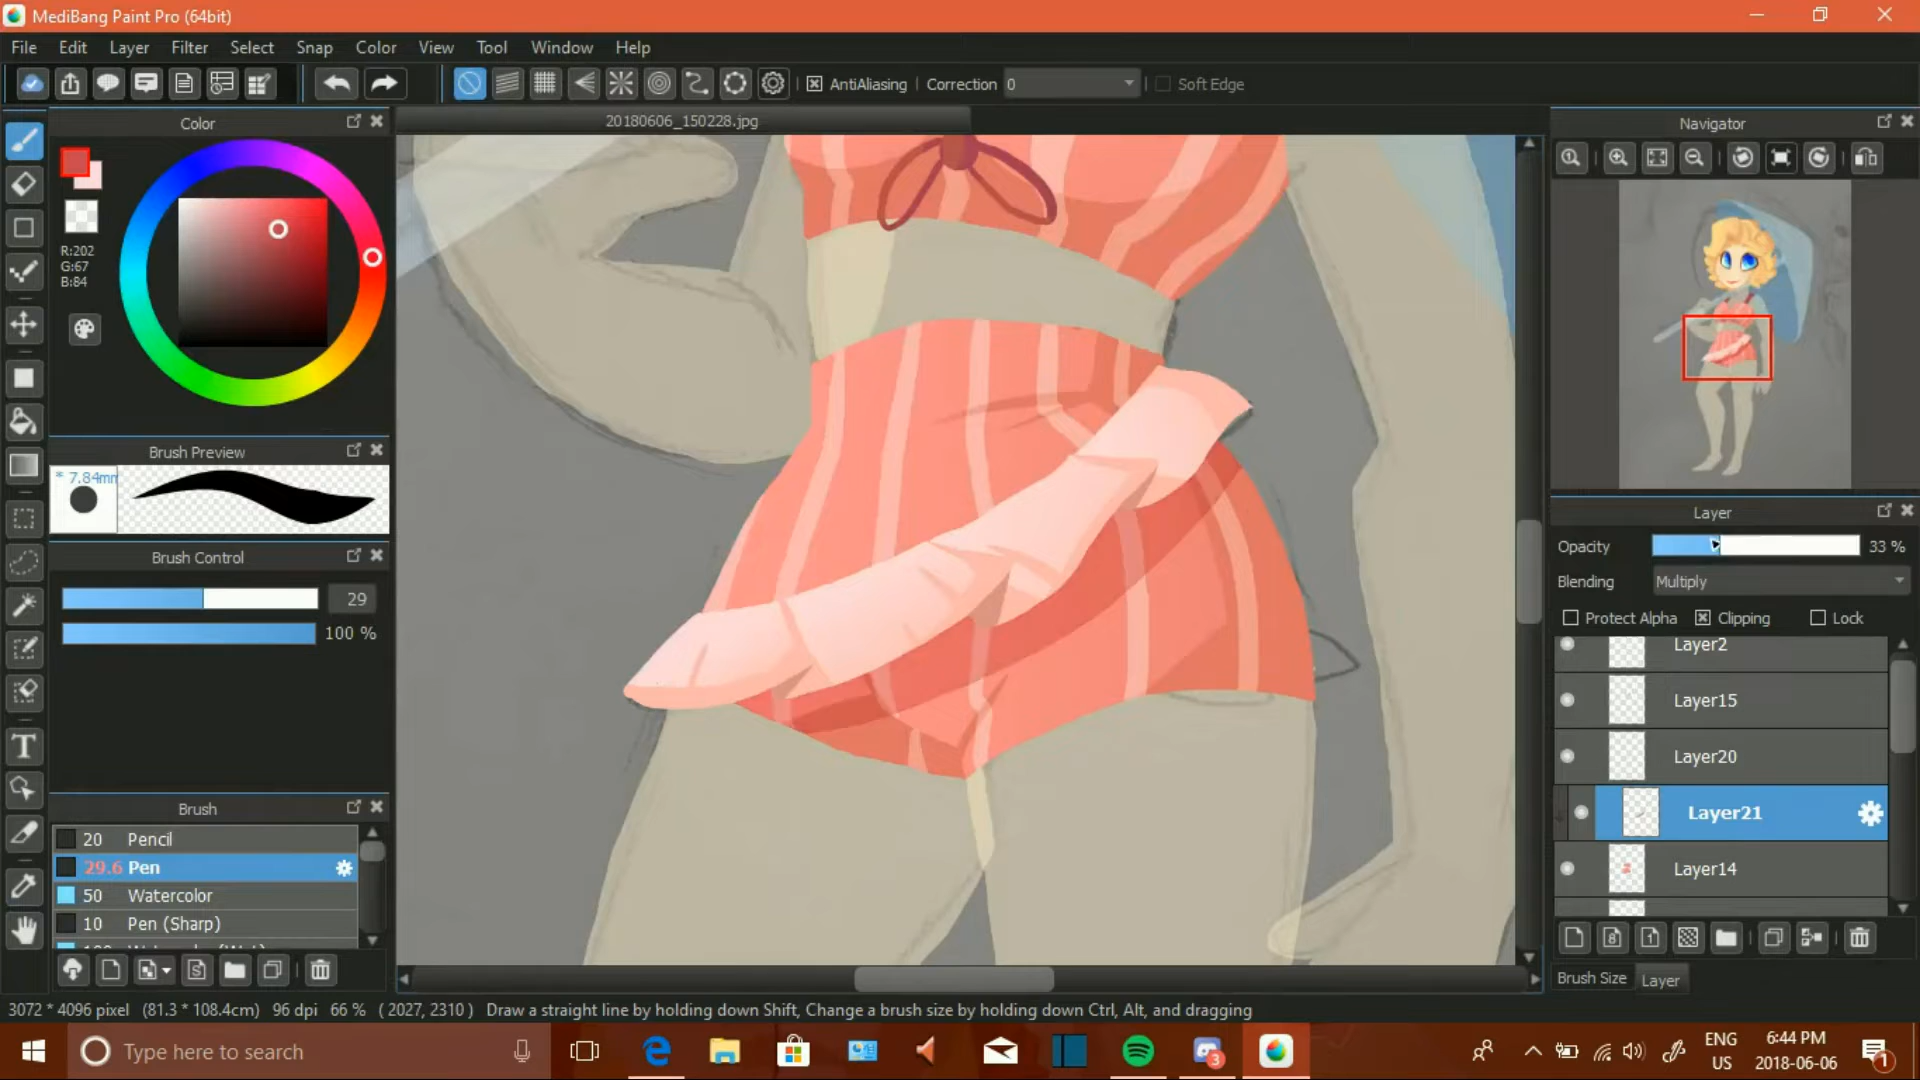 MediBang Paint Pro (64bit)
File Edit Layer Filter Select Snap Color View Tool Window Help
AntiAliasing Correction 0 Soft Edge
Color
20180606_150228.jpg
Navigator
R:202
G:67
B:84
Brush Preview
* 7.84mm
Layer
Opacity 33 %
Brush Control
Blending Multiply
29
Protect Alpha Clipping Lock
100 %
Layer2
Layer15
Layer20
Brush
Layer21
20 Pencil
29.6 Pen
Layer14
50 Watercolor
10 Pen (Sharp)
Brush Size Layer
3072 * 4096 pixel (81.3 * 108.4cm) 96 dpi 66 % ( 2027, 2310 ) Draw a straight line by holding down Shift, Change a brush size by holding down Ctrl, Alt, and dragging
Type here to search
3
ENG
US
6:44 PM
2018-06-06
1